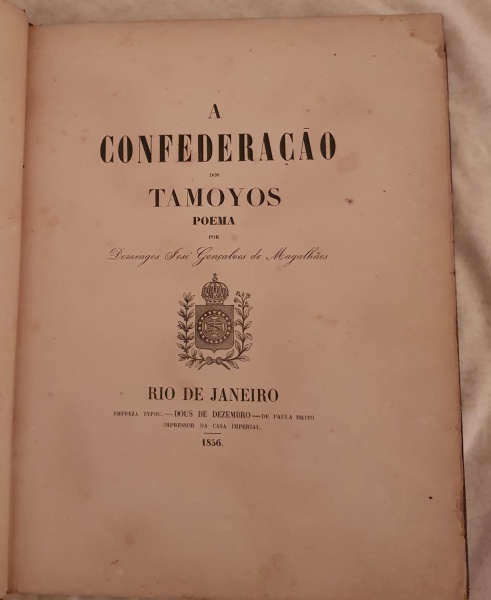 A
CONFEDERAÇÃO
DOS
TAMOYOS
POEMA
POR
Domingos José Gonçalves de Magalhães
RIO DE JANEIRO
EMPREZA TYPOG.—DOUS DE DEZEMBRO—DE PAULA BRITO
IMPRESSOR DA CASA IMPERIAL.
1856.